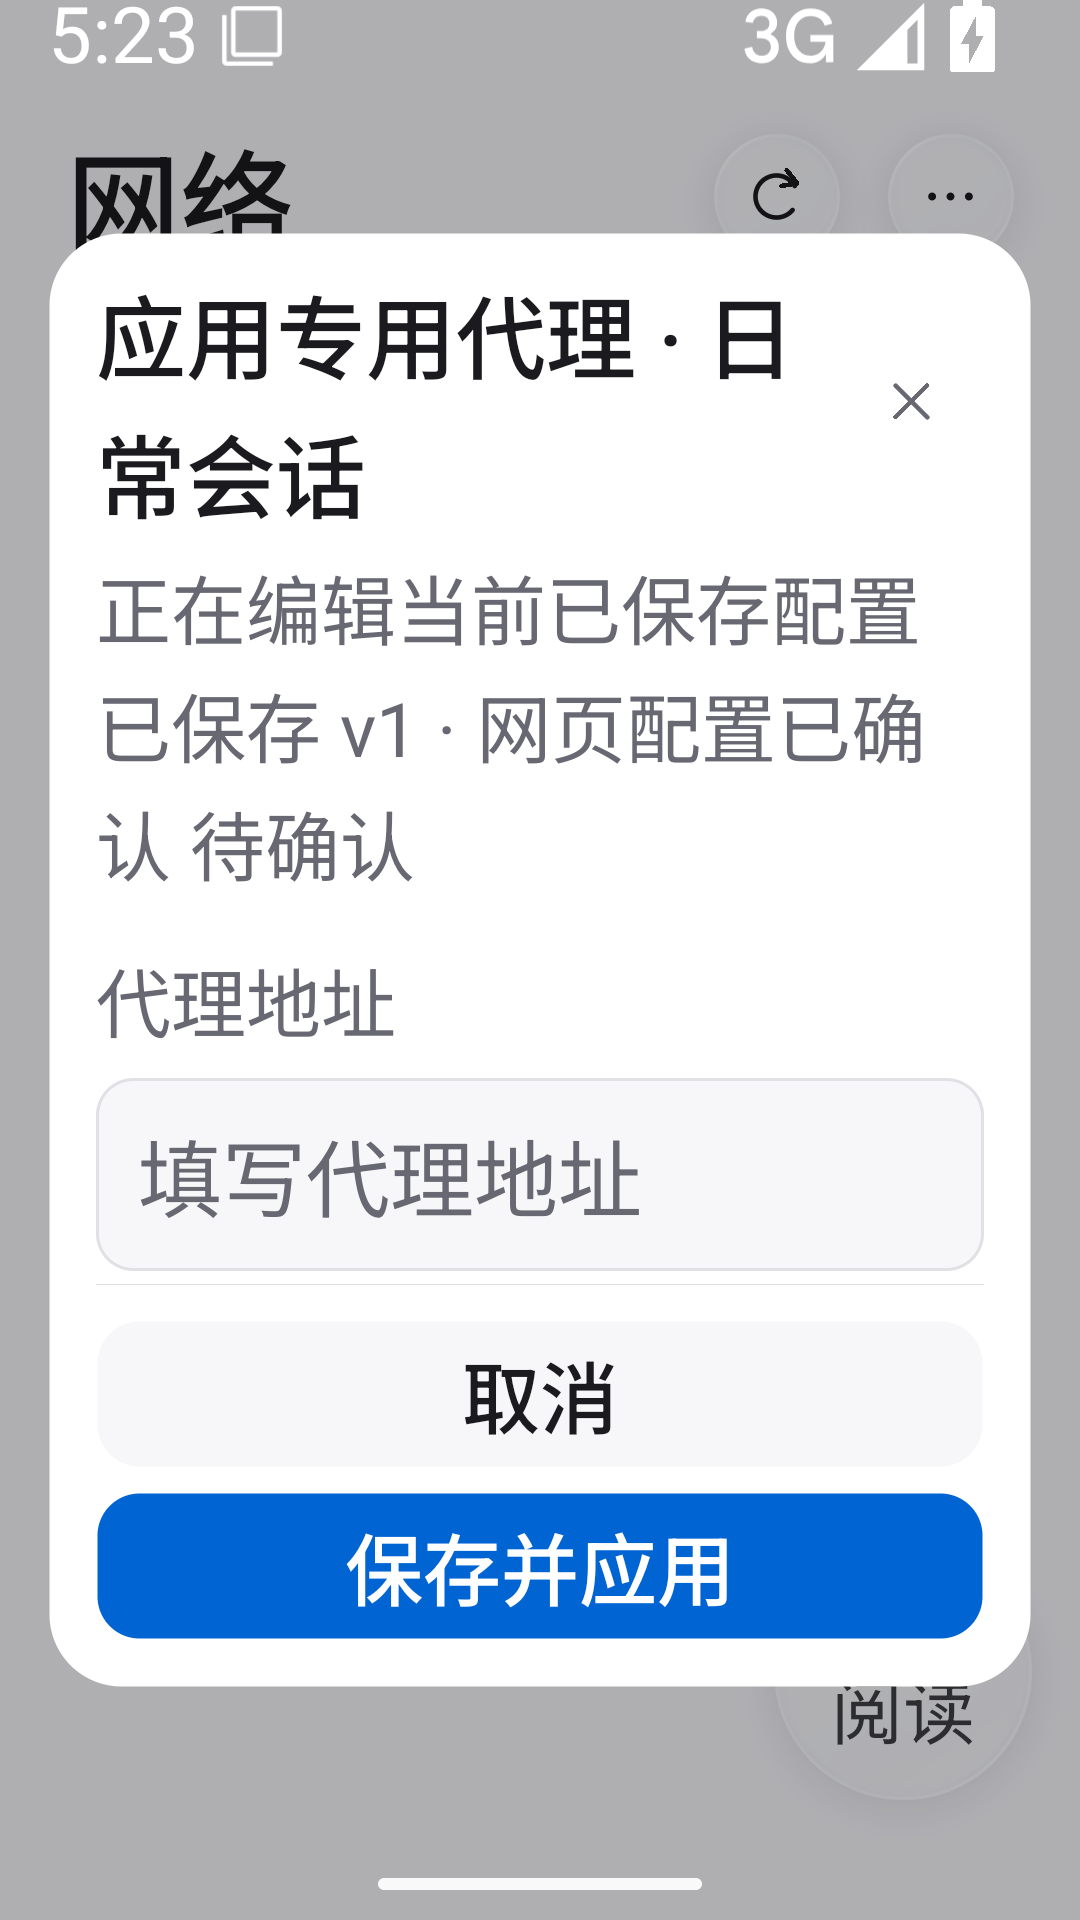 5:23
3G
网络
应用专用代理 · 日
常会话
正在编辑当前已保存配置
已保存 v1 · 网页配置已确
认 待确认
代理地址
填写代理地址
取消
保存并应用
阅读